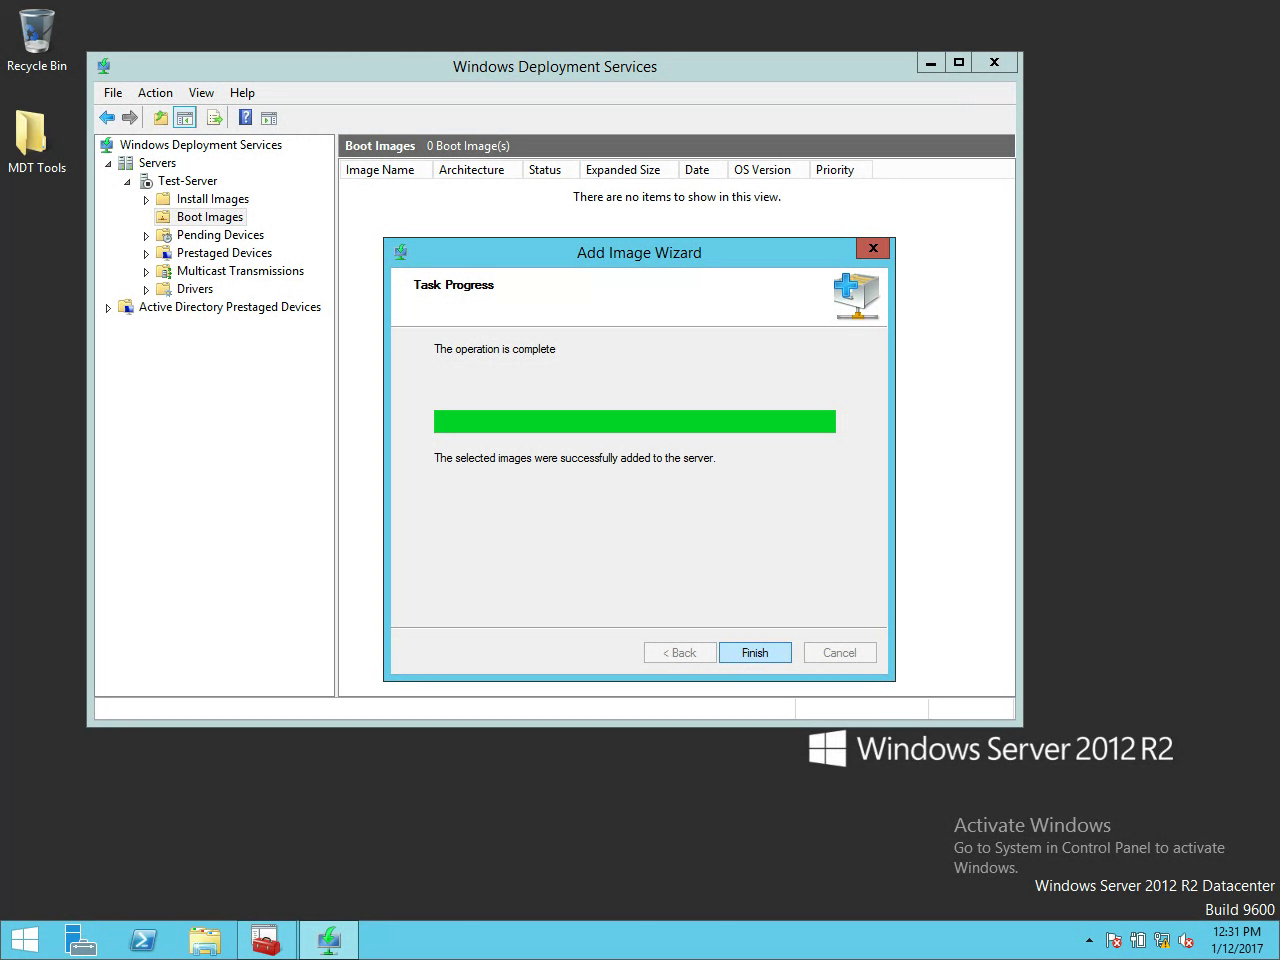 Recycle Bin
MDT Tools
Windows Deployment Services
File Action View Help
Windows Deployment Services
Servers
Test-Server
Install Images
Boot Images
Pending Devices
Prestaged Devices
Multicast Transmissions
Drivers
Active Directory Prestaged Devices
Boot Images 0 Boot Image(s)
Image Name Architecture Status Expanded Size Date OS Version Priority
There are no items to show in this view.
Add Image Wizard
Task Progress
The operation is complete
The selected images were successfully added to the server.
< Back Finish Cancel
Windows Server 2012 R2
Activate Windows
Go to System in Control Panel to activate
Windows.
Windows Server 2012 R2 Datacenter
Build 9600
12:31 PM
1/12/2017